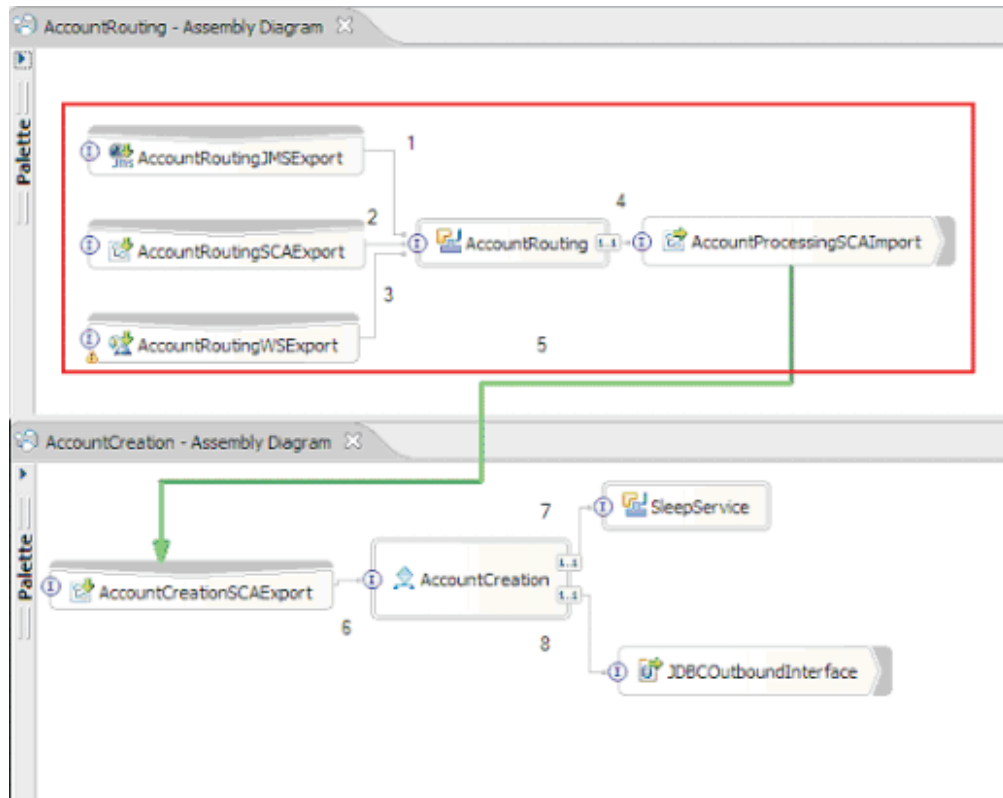 AccountRouting - Assembly Diagram
Palette
1
AccountRoutingJMSExport
2
4
AccountRoutingSCAExport
AccountRouting
1..1
AccountProcessingSCAImport
3
AccountRoutingWSExport
5
AccountCreation - Assembly Diagram
Palette
7
SleepService
AccountCreation
1..1
AccountCreationSCAExport
1..1
6
8
JDBCOutboundInterface